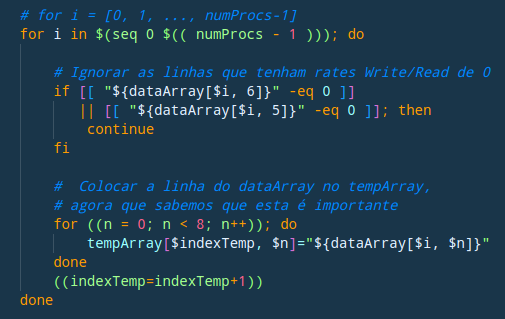 # for i = [0, 1, ..., numProcs-1]
for i in $(seq 0 $(( numProcs - 1 ))); do
# Ignorar as linhas que tenham rates Write/Read de 0
if [[ "${dataArray[$i, 6]}" -eq 0 ]]
|| [[ "${dataArray[$i, 5]}" -eq 0 ]]; then
continue
fi
#  Colocar a linha do dataArray no tempArray,
# agora que sabemos que esta é importante
for ((n = 0; n < 8; n++)); do
tempArray[$indexTemp, $n]="${dataArray[$i, $n]}"
done
((indexTemp=indexTemp+1))
done